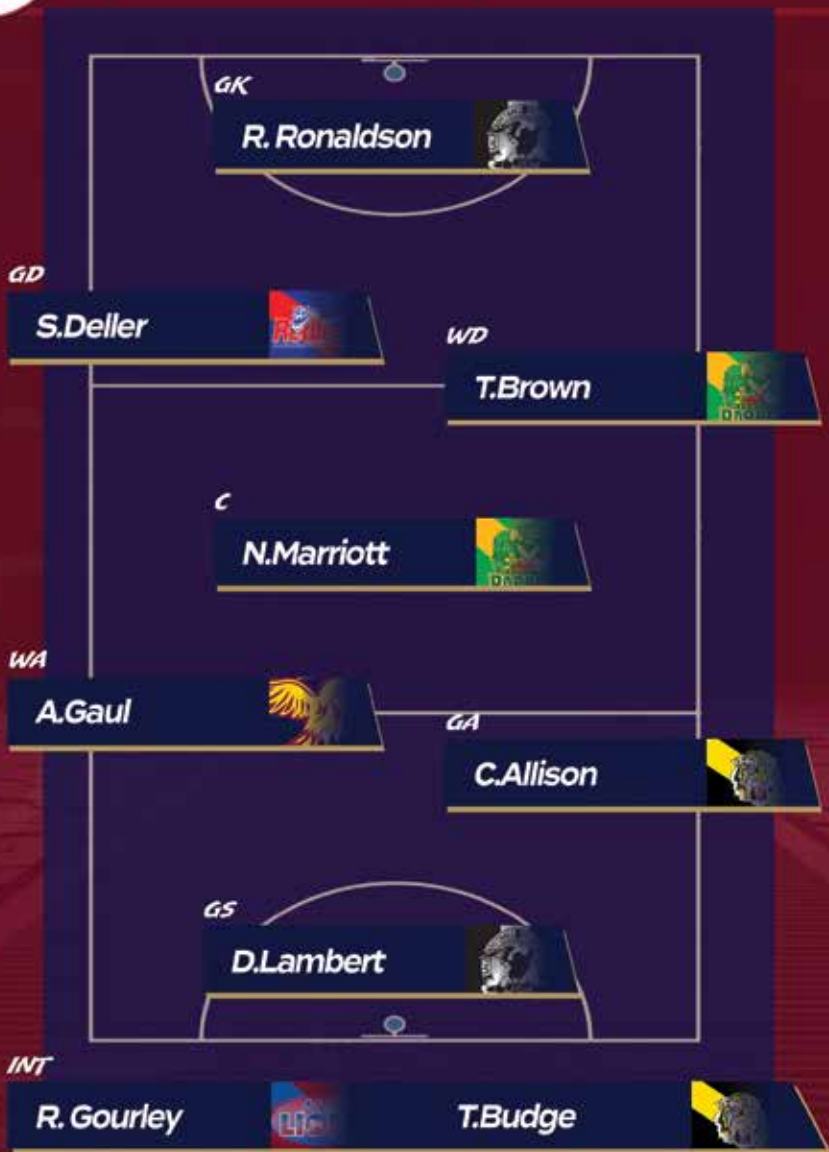 GK
R. Ronaldson
GD
S.Deller
WD
T.Brown
C
N.Marriott
WA
A.Gaul
GA
C.Allison
GS
D.Lambert
INT
R. Gourley
T.Budge